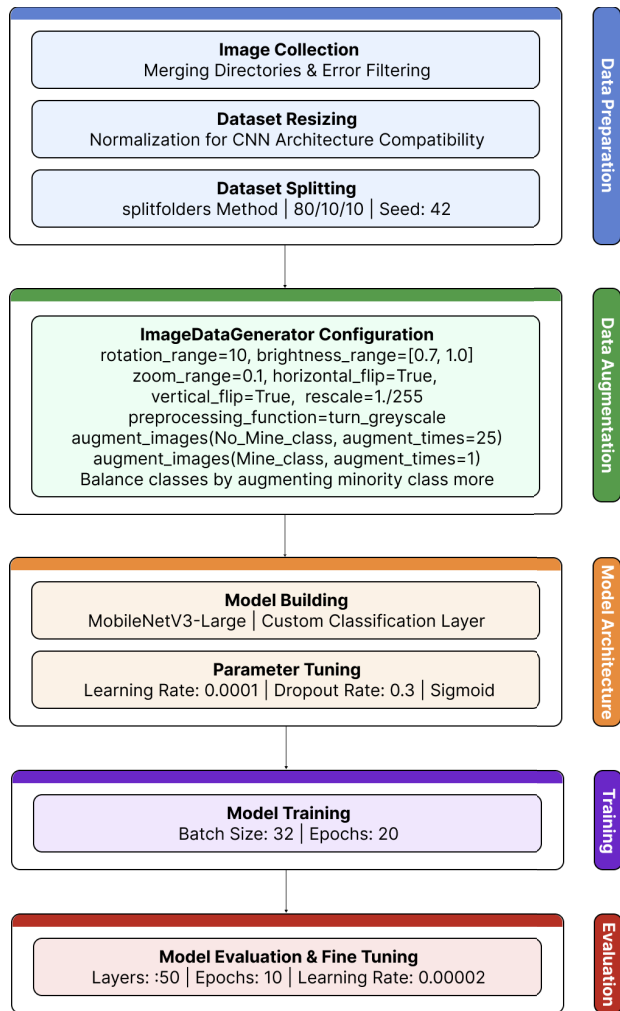 Image Collection
Merging Directories & Error Filtering
Dataset Resizing
Normalization for CNN Architecture Compatibility
Dataset Splitting
splitfolders Method | 80/10/10 | Seed: 42
Data Preparation
ImageDataGenerator Configuration
rotation_range=10, brightness_range=[0.7, 1.0]
zoom_range=0.1, horizontal_flip=True,
vertical_flip=True, rescale=1./255
preprocessing_function=turn_greyscale
augment_images(No_Mine_class, augment_times=25)
augment_images(Mine_class, augment_times=1)
Balance classes by augmenting minority class more
Data Augmentation
Model Building
MobileNetV3-Large | Custom Classification Layer
Parameter Tuning
Learning Rate: 0.0001 | Dropout Rate: 0.3 | Sigmoid
Model Architecture
Model Training
Batch Size: 32 | Epochs: 20
Training
Model Evaluation & Fine Tuning
Layers: :50 | Epochs: 10 | Learning Rate: 0.00002
Evaluation